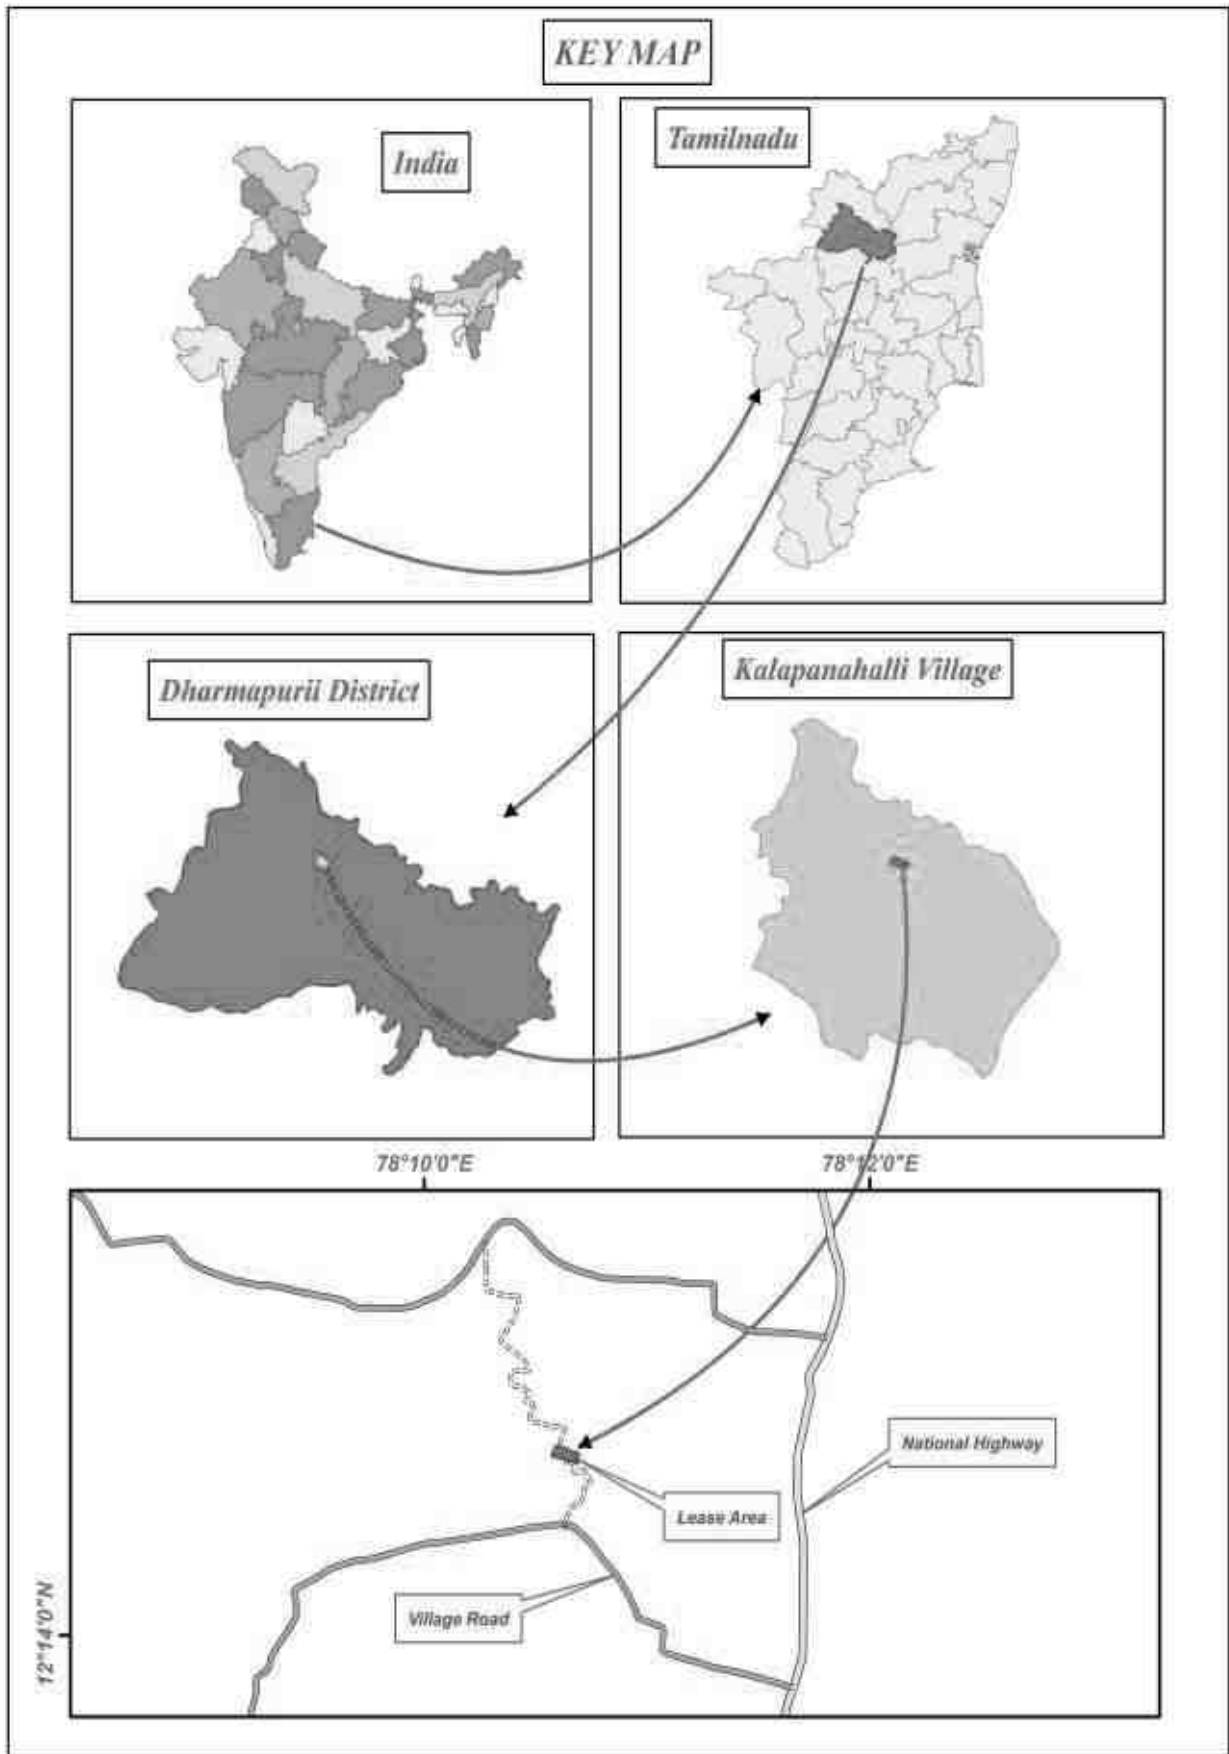 KEY MAP
India
Tamilnadu
Dharmapurii District
Kalapanahalli Village
78°10'0"E
78°12'0"E
National Highway
Lease Area
Village Road
12°14'0"N